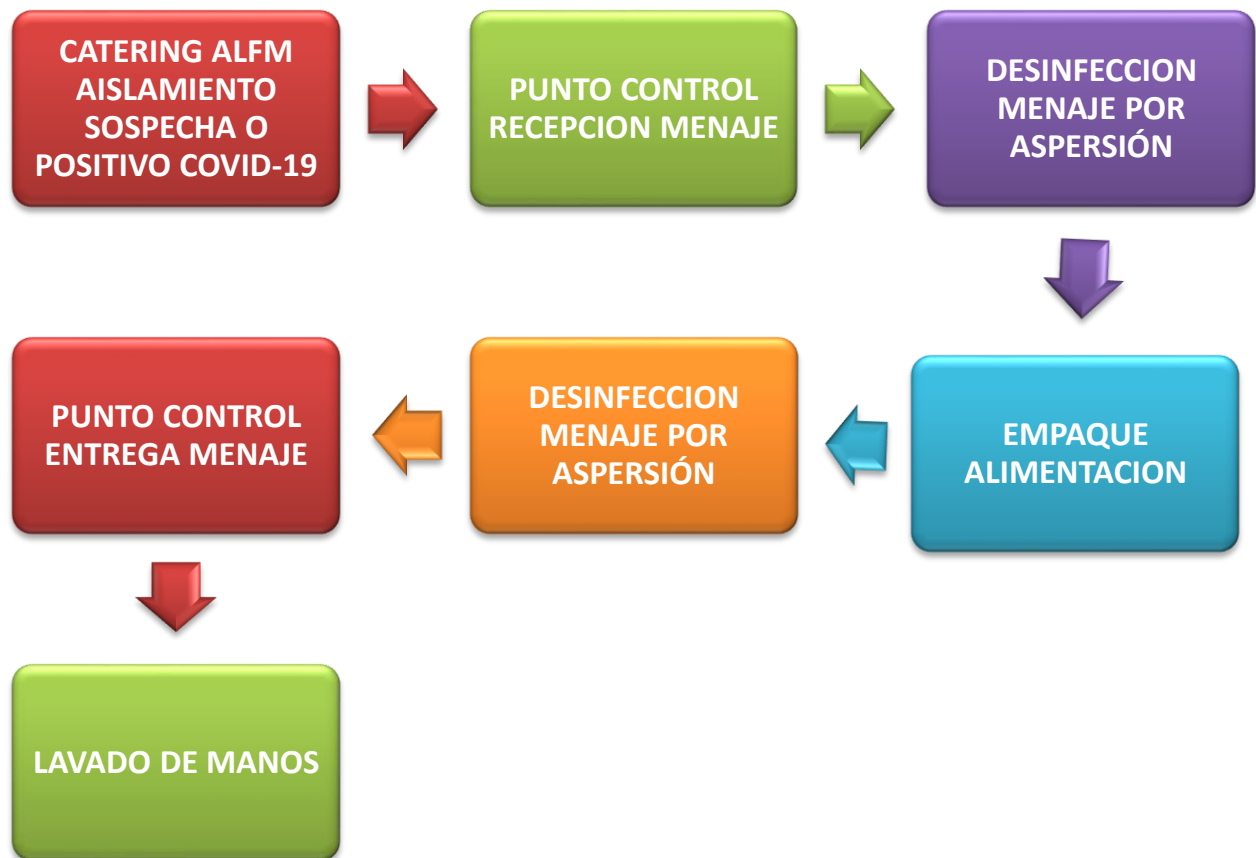 CATERING ALFM
AISLAMIENTO
SOSPECHA O
POSITIVO COVID-19
PUNTO CONTROL
RECEPCION MENAJE
DESINFECCION
MENAJE POR
ASPERSIÓN
EMPAQUE
ALIMENTACION
DESINFECCION
MENAJE POR
ASPERSIÓN
PUNTO CONTROL
ENTREGA MENAJE
LAVADO DE MANOS